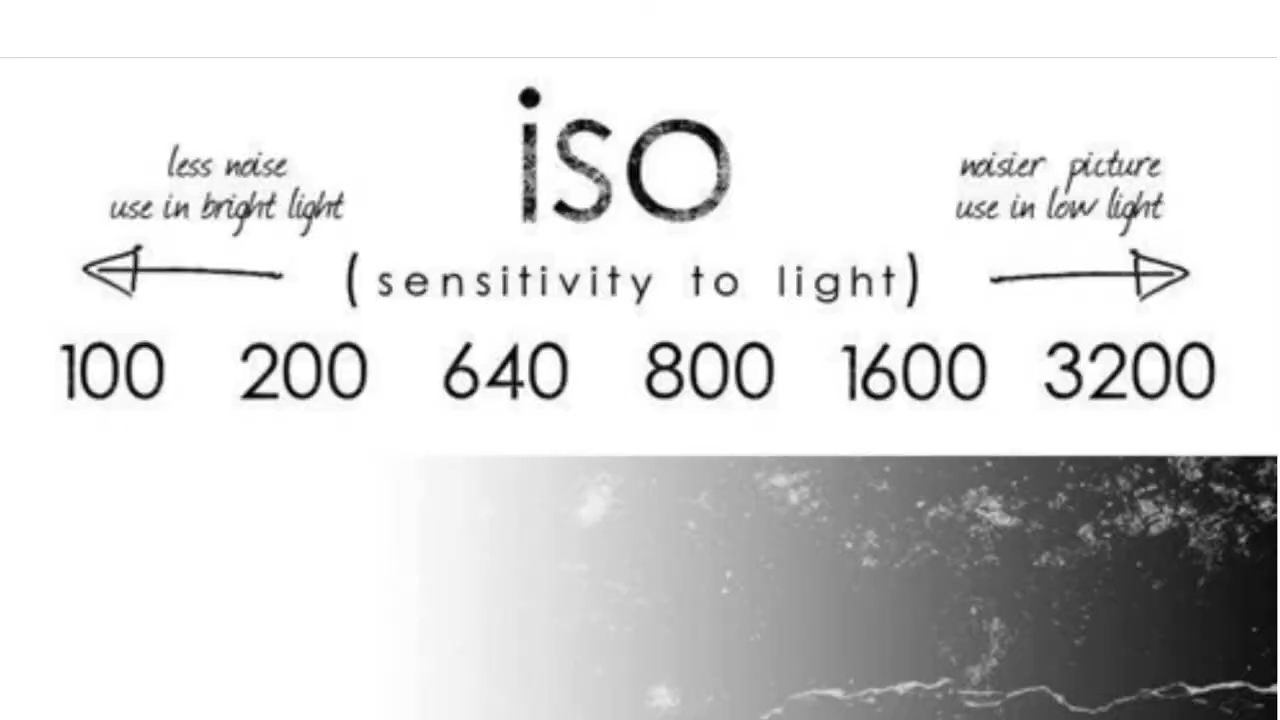 iso
less noise
use in bright light
noisier picture
use in low light
(sensitivity to light)
100 200 640 800 1600 3200